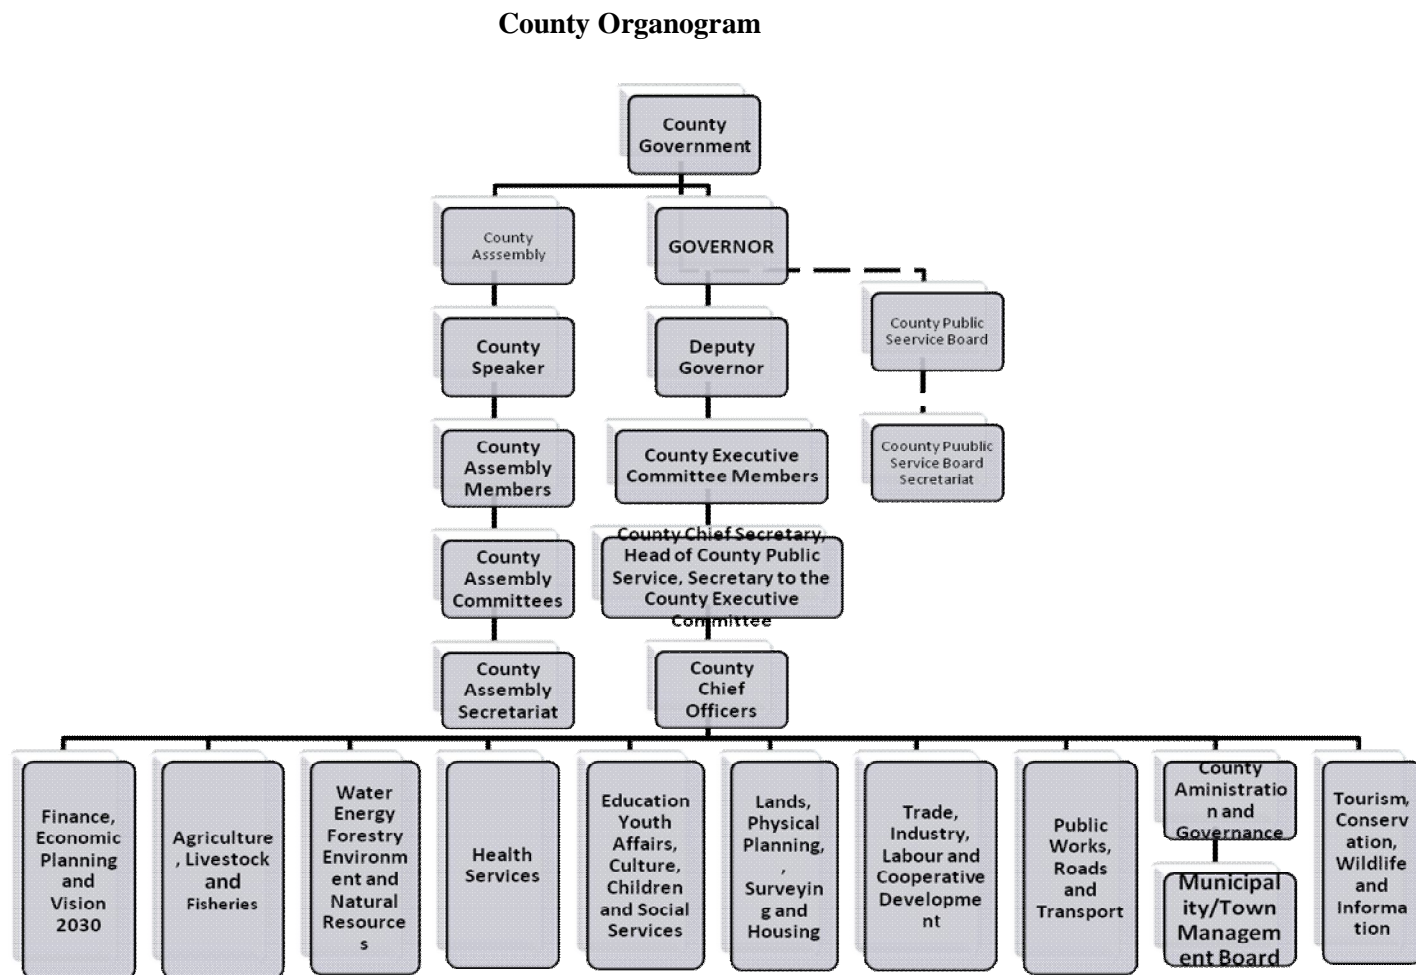 County Organogram
County
Government
County
Asssembly
GOVERNOR
County Public
Seervice Board
County
Speaker
Deputy
Governor
Coounty Puublic
Service Board
Secretariat
County
Assembly
Members
County Executive
Committee Members
County
Assembly
Committees
County Chief Secretary,
Head of County Public
Service, Secretary to the
County Executive
Committee
County
Assembly
Secretariat
County
Chief
Officers
Finance,
Economic
Planning
and
Vision
2030
Agriculture
, Livestock
and
Fisheries
Water
Energy
Forestry
Environm
ent and
Natural
Resource
s
Health
Services
Education
Youth
Affairs,
Culture,
Children
and Social
Services
Lands,
Physical
Planning,
,
Surveyin
g and
Housing
Trade,
Industry,
Labour and
Cooperative
Developme
nt
Public
Works,
Roads
and
Transport
County
Aministratio
n and
Governance
Municipal
ity/Town
Managem
ent Board
Tourism,
Conserv
ation,
Wildlife
and
Informa
tion